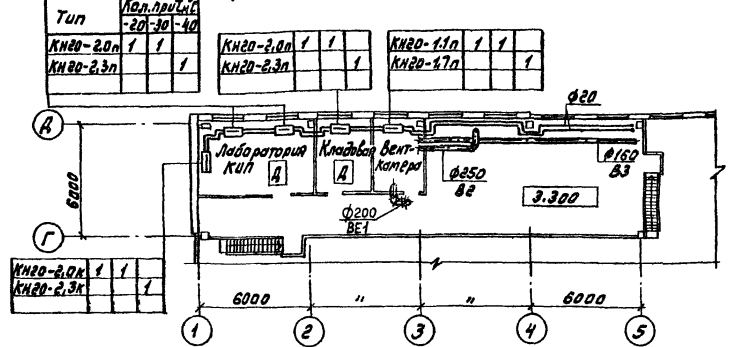 Тип Кол. при tн°С
-20 -30 -40
КН20-2,0п 1 1
КН20-2,3п 1
КН20-2,0п 1 1
КН20-2,3п 1
КН20-1.1п 1 1
КН20-1,7п 1
Д
6000
Г
Лаборатория
КИП
Д
Кладовая
Д
Вент-
камера
Ф20
Ф160
В3
Ф250
В2
Ф200
ВЕ1
3.300
КН20-2,0к 1 1
КН20-2,3к 1
6000 " " 6000
1 2 3 4 5